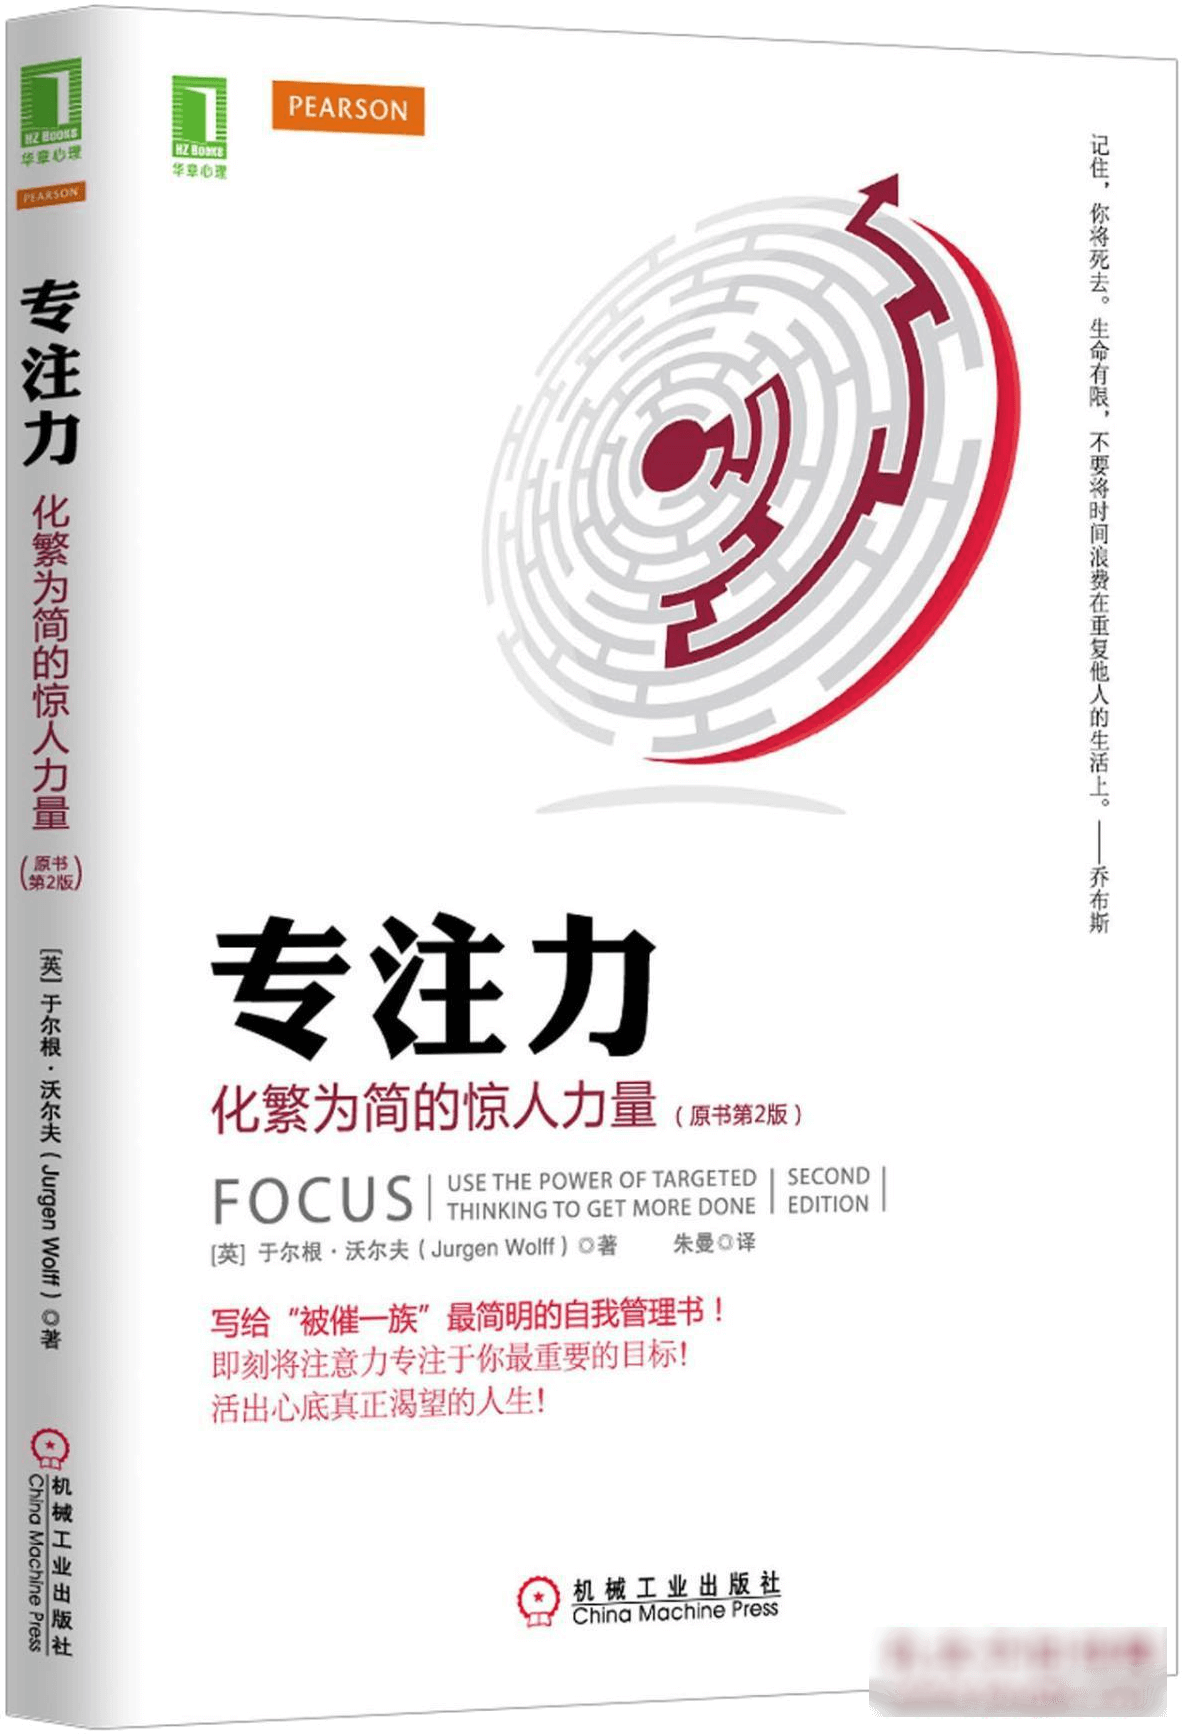 HZ Books
华章心理
PEARSON
专注力
化繁为简的惊人力量
（原书第2版）
[英] 于尔根·沃尔夫（Jurgen Wolff）◎著
机械工业出版社
China Machine Press
HZ Books
华章心理
PEARSON
记住，你将死去。生命有限，不要将时间浪费在重复他人的生活上。——乔布斯
专注力
化繁为简的惊人力量（原书第2版）
FOCUS
USE THE POWER OF TARGETED
THINKING TO GET MORE DONE
SECOND
EDITION
[英] 于尔根·沃尔夫（Jurgen Wolff）◎著 朱曼◎译
写给“被催一族”最简明的自我管理书！
即刻将注意力专注于你最重要的目标！
活出心底真正渴望的人生！
机械工业出版社
China Machine Press